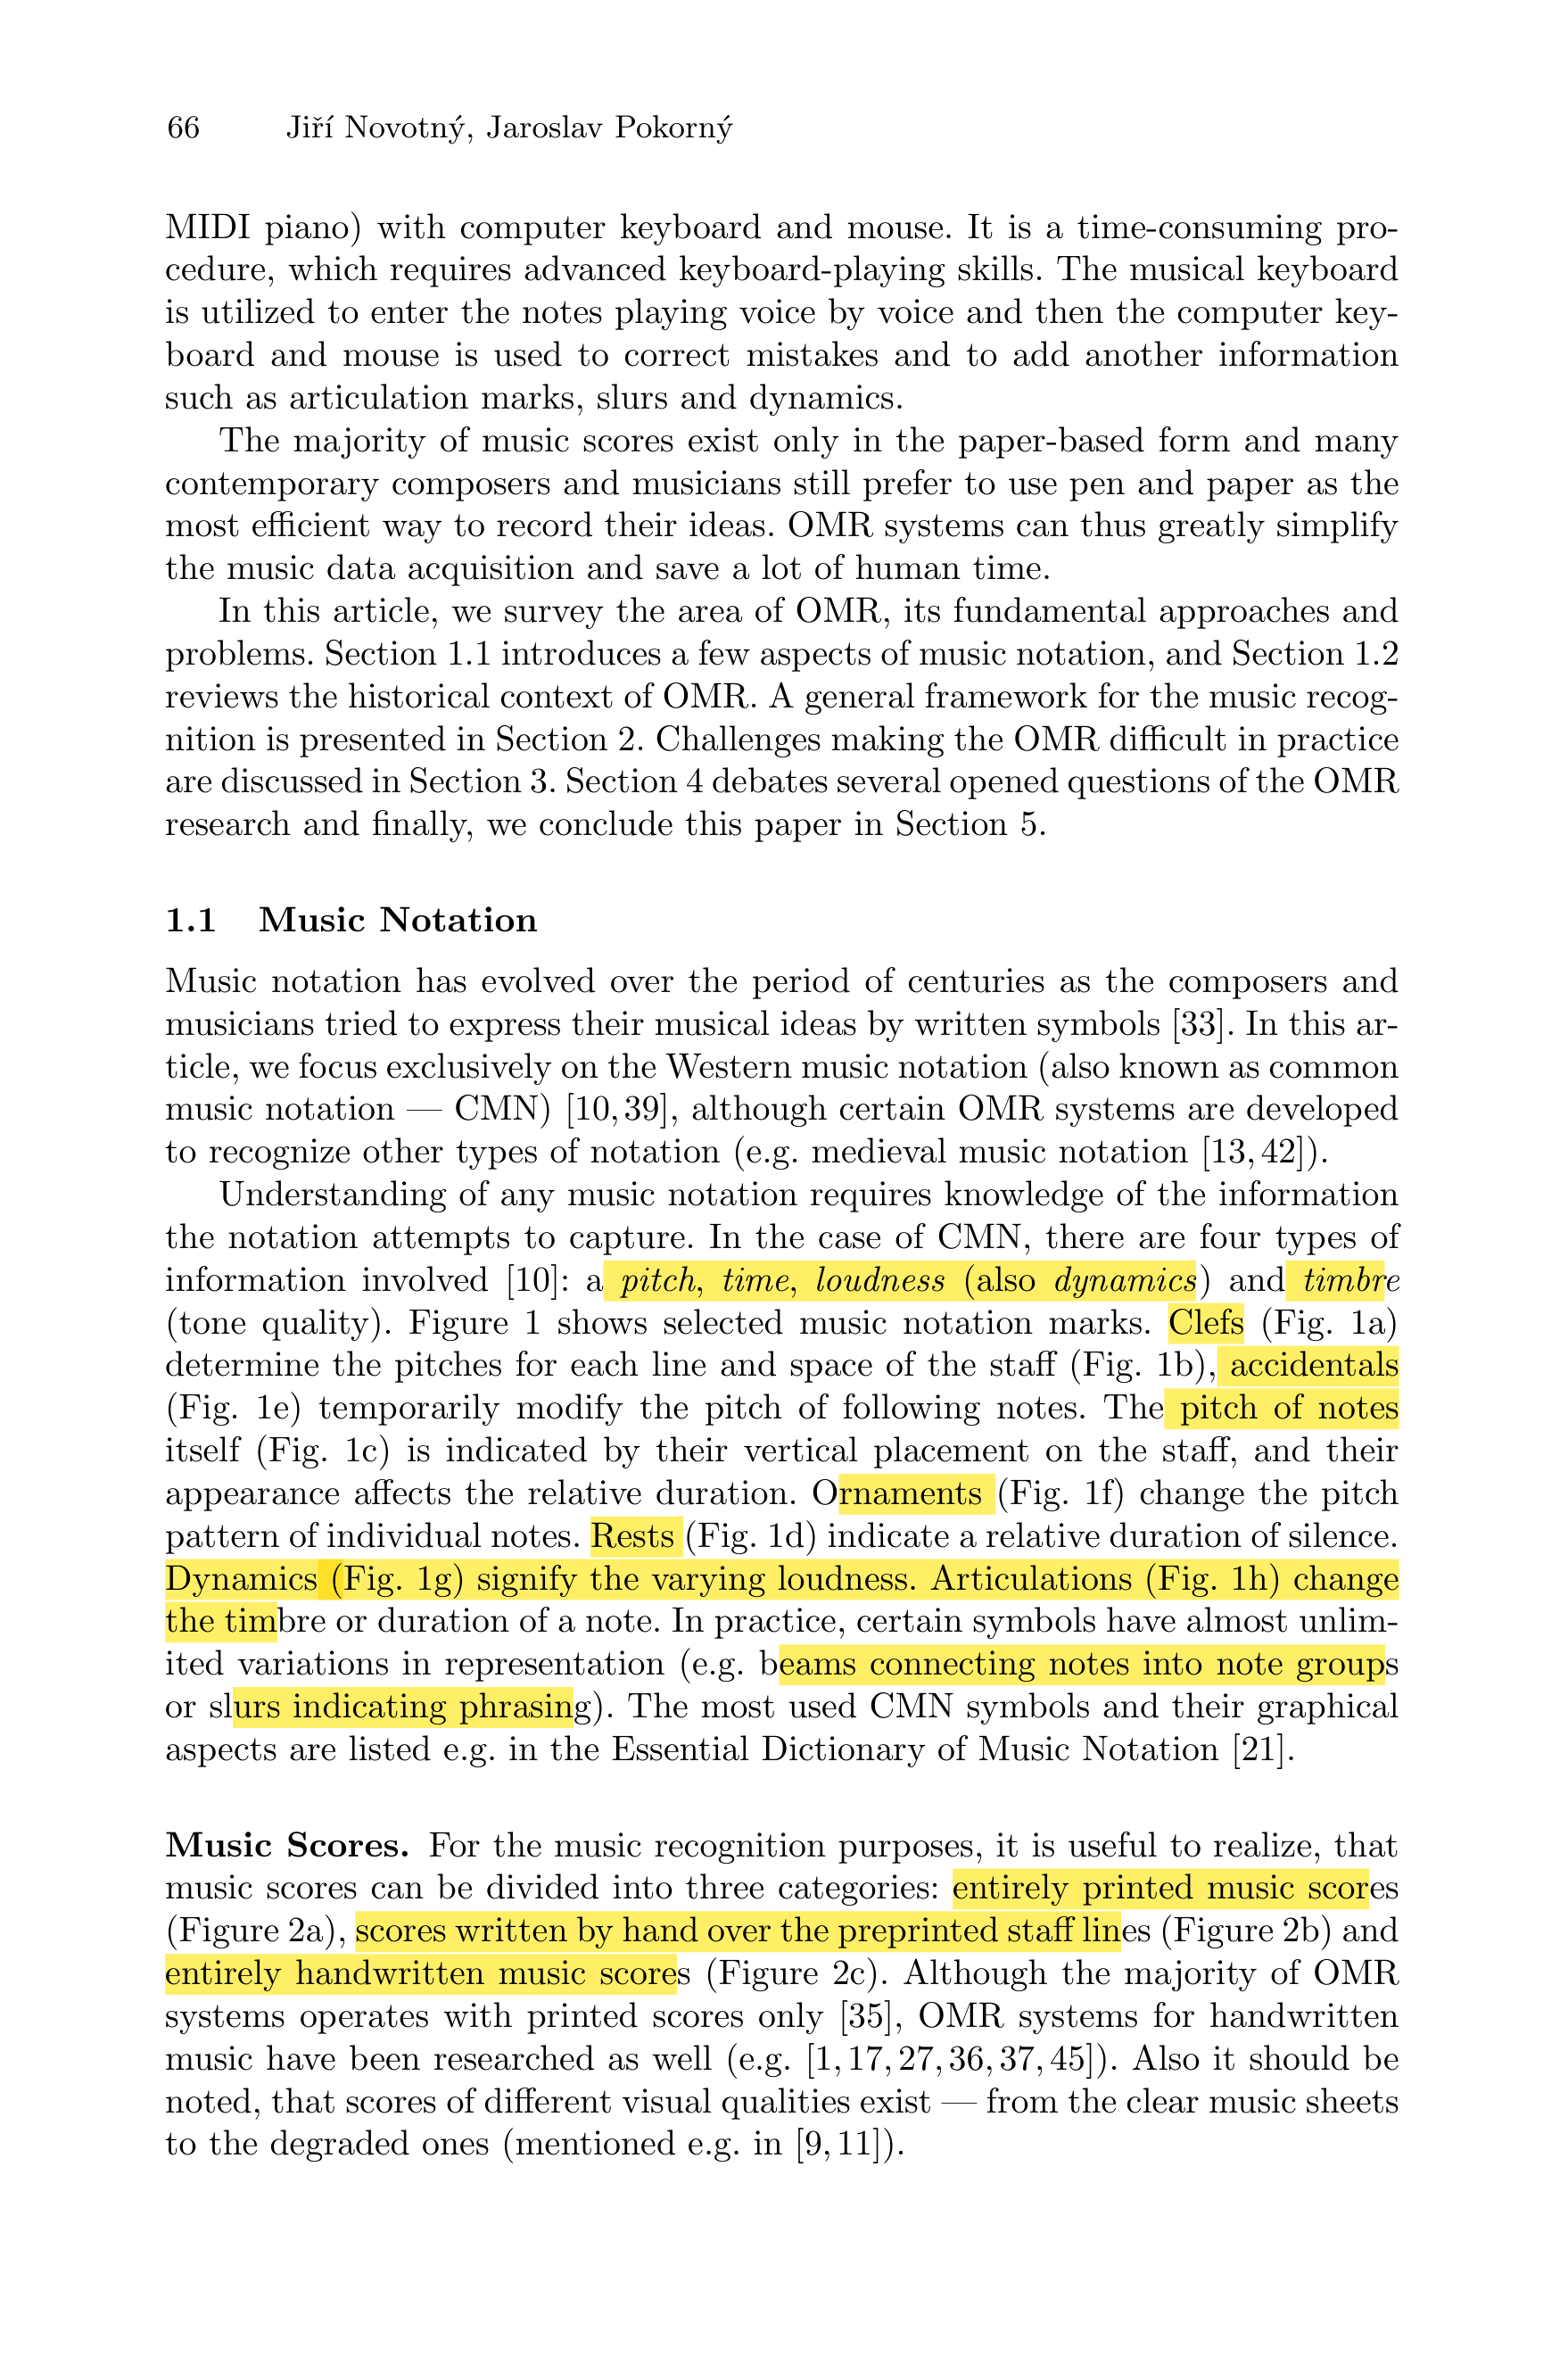 66 Jiří Novotný, Jaroslav Pokorný
MIDI piano) with computer keyboard and mouse. It is a time-consuming pro-
cedure, which requires advanced keyboard-playing skills. The musical keyboard
is utilized to enter the notes playing voice by voice and then the computer key-
board and mouse is used to correct mistakes and to add another information
such as articulation marks, slurs and dynamics.
The majority of music scores exist only in the paper-based form and many
contemporary composers and musicians still prefer to use pen and paper as the
most efficient way to record their ideas. OMR systems can thus greatly simplify
the music data acquisition and save a lot of human time.
In this article, we survey the area of OMR, its fundamental approaches and
problems. Section 1.1 introduces a few aspects of music notation, and Section 1.2
reviews the historical context of OMR. A general framework for the music recog-
nition is presented in Section 2. Challenges making the OMR difficult in practice
are discussed in Section 3. Section 4 debates several opened questions of the OMR
research and finally, we conclude this paper in Section 5.
1.1 Music Notation
Music notation has evolved over the period of centuries as the composers and
musicians tried to express their musical ideas by written symbols [33]. In this ar-
ticle, we focus exclusively on the Western music notation (also known as common
music notation — CMN) [10, 39], although certain OMR systems are developed
to recognize other types of notation (e.g. medieval music notation [13, 42]).
Understanding of any music notation requires knowledge of the information
the notation attempts to capture. In the case of CMN, there are four types of
information involved [10]: a pitch, time, loudness (also dynamics) and timbre
(tone quality). Figure 1 shows selected music notation marks. Clefs (Fig. 1a)
determine the pitches for each line and space of the staff (Fig. 1b), accidentals
(Fig. 1e) temporarily modify the pitch of following notes. The pitch of notes
itself (Fig. 1c) is indicated by their vertical placement on the staff, and their
appearance affects the relative duration. Ornaments (Fig. 1f) change the pitch
pattern of individual notes. Rests (Fig. 1d) indicate a relative duration of silence.
Dynamics (Fig. 1g) signify the varying loudness. Articulations (Fig. 1h) change
the timbre or duration of a note. In practice, certain symbols have almost unlim-
ited variations in representation (e.g. beams connecting notes into note groups
or slurs indicating phrasing). The most used CMN symbols and their graphical
aspects are listed e.g. in the Essential Dictionary of Music Notation [21].
Music Scores. For the music recognition purposes, it is useful to realize, that
music scores can be divided into three categories: entirely printed music scores
(Figure 2a), scores written by hand over the preprinted staff lines (Figure 2b) and
entirely handwritten music scores (Figure 2c). Although the majority of OMR
systems operates with printed scores only [35], OMR systems for handwritten
music have been researched as well (e.g. [1, 17, 27, 36, 37, 45]). Also it should be
noted, that scores of different visual qualities exist — from the clear music sheets
to the degraded ones (mentioned e.g. in [9, 11]).